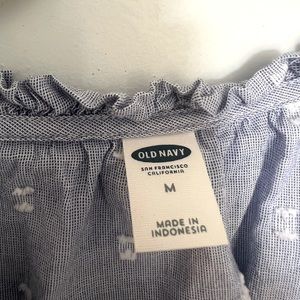 OLD NAVY
SAN FRANCISCO
CALIFORNIA
M
MADE IN
INDONESIA